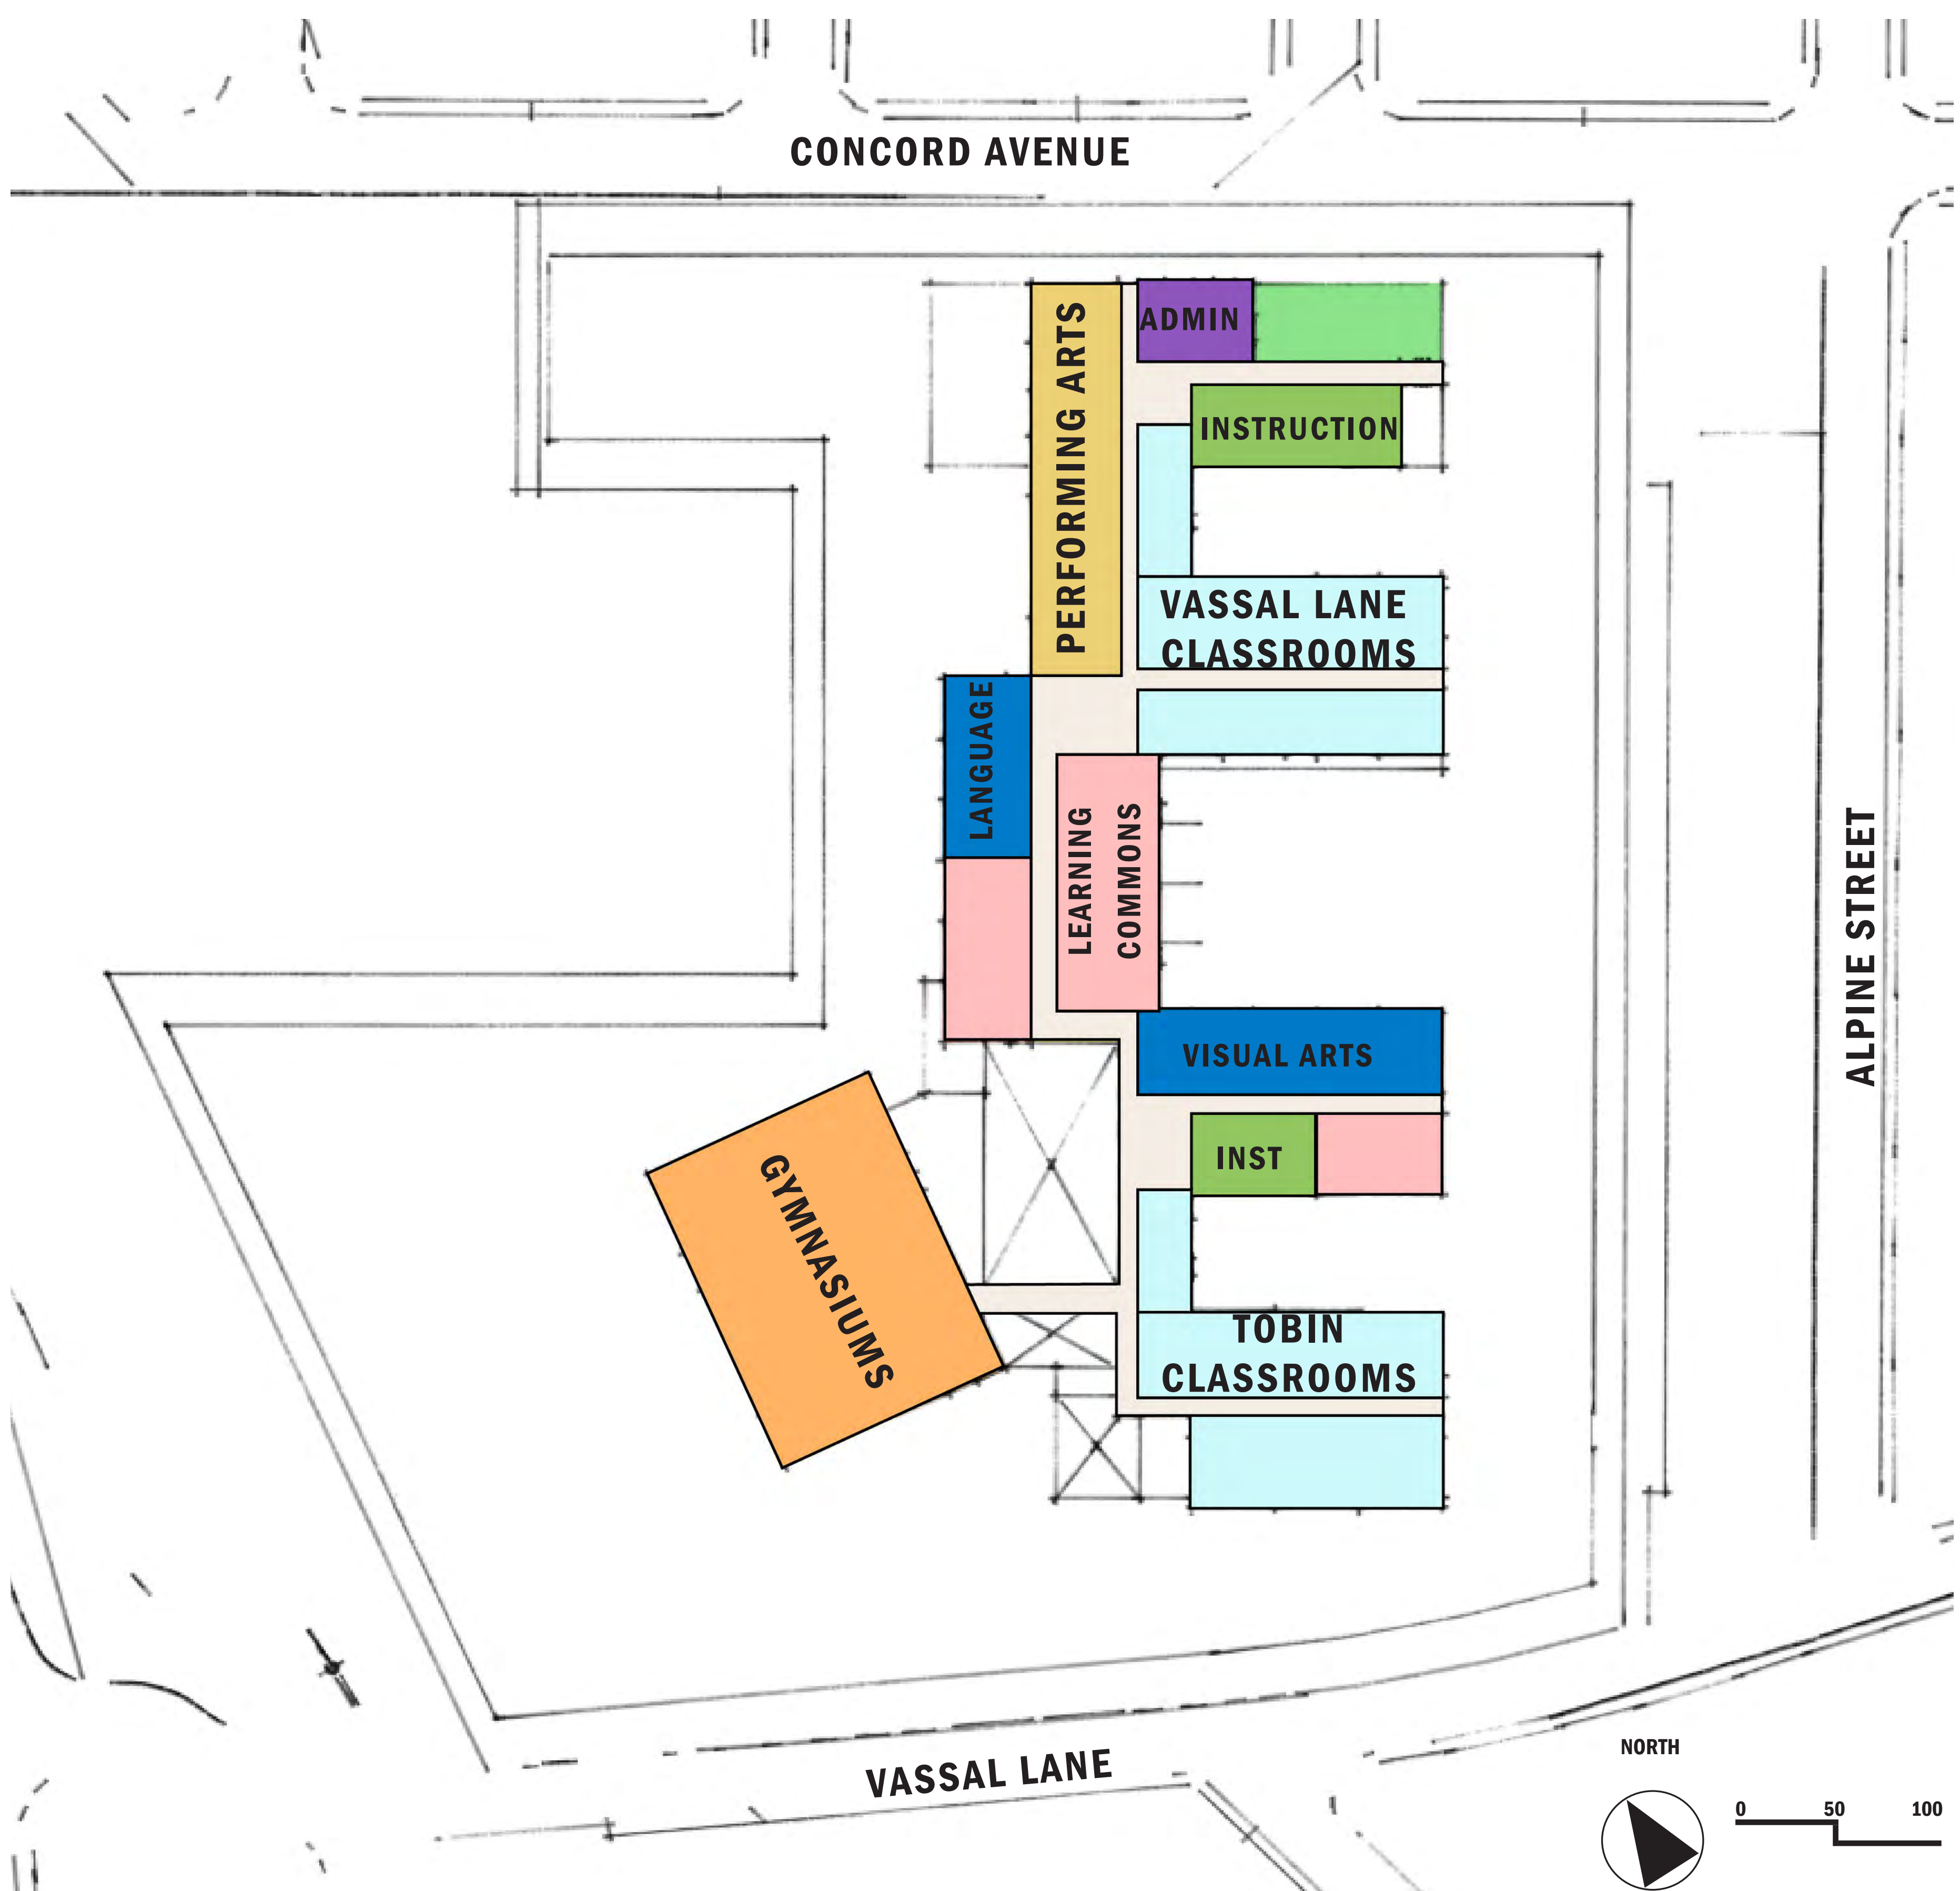 CONCORD AVENUE
PERFORMING ARTS
ADMIN
INSTRUCTION
VASSAL LANE
CLASSROOMS
LANGUAGE
LEARNING
COMMONS
ALPINE STREET
VISUAL ARTS
INST
GYMNASIUMS
TOBIN
CLASSROOMS
VASSAL LANE
NORTH
0 50 100